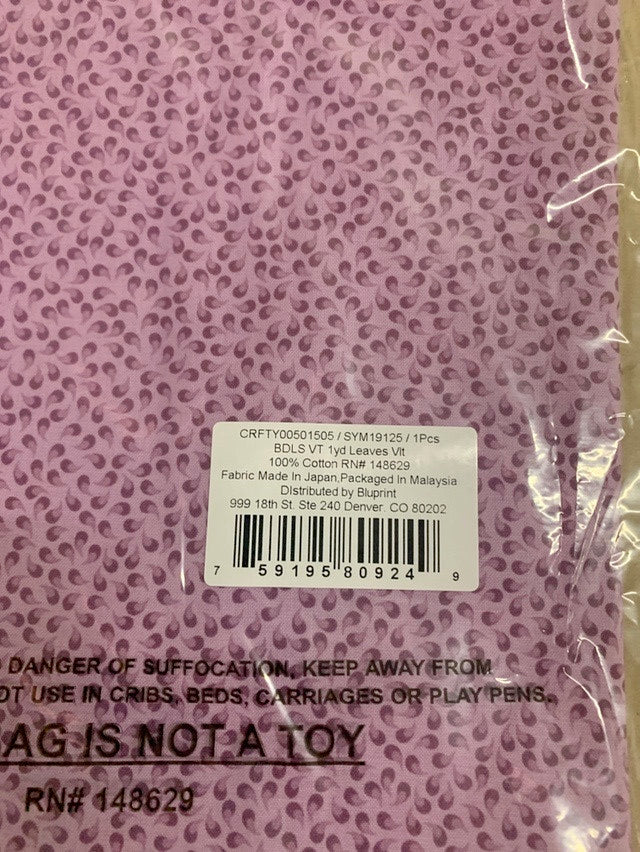 CRFTY00501505 / SYM19125 / 1Pcs
BDLS VT 1yd Leaves Vlt
100% Cotton RN# 148629
Fabric Made In Japan,Packaged In Malaysia
DIstributed by Bluprint
999 18th St. Ste 240 Denver. CO 80202
7 59195 80924 9
DANGER OF SUFFOCATION, KEEP AWAY FROM
OT USE IN CRIBS, BEDS, CARRIAGES OR PLAY PENS.
AG IS NOT A TOY
RN# 148629